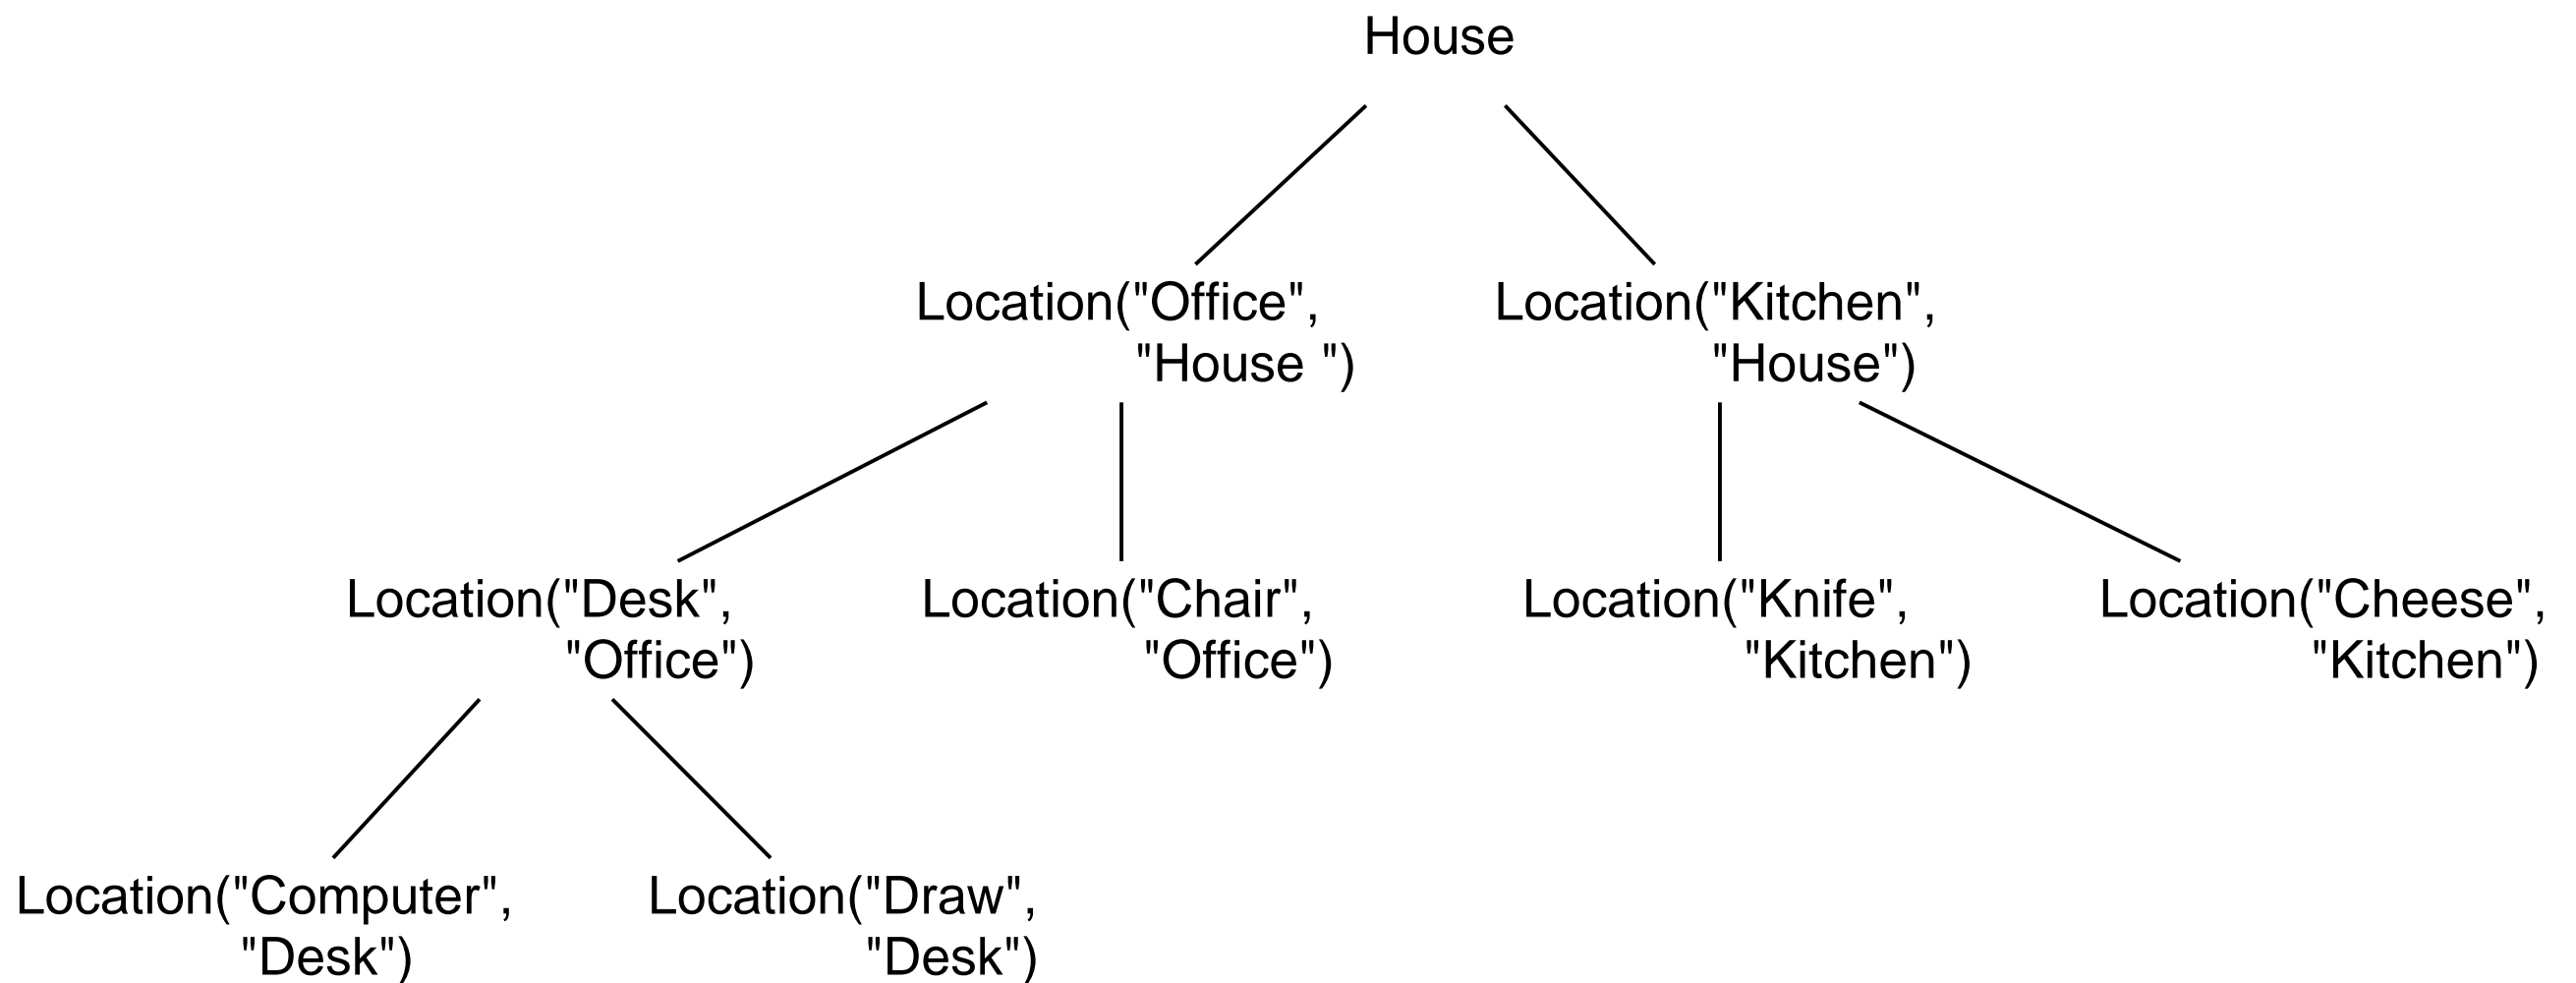 House
Location("Office",
"House ")
Location("Kitchen",
"House")
Location("Desk",
"Office")
Location("Chair",
"Office")
Location("Knife",
"Kitchen")
Location("Cheese",
"Kitchen")
Location("Computer",
"Desk")
Location("Draw",
"Desk")